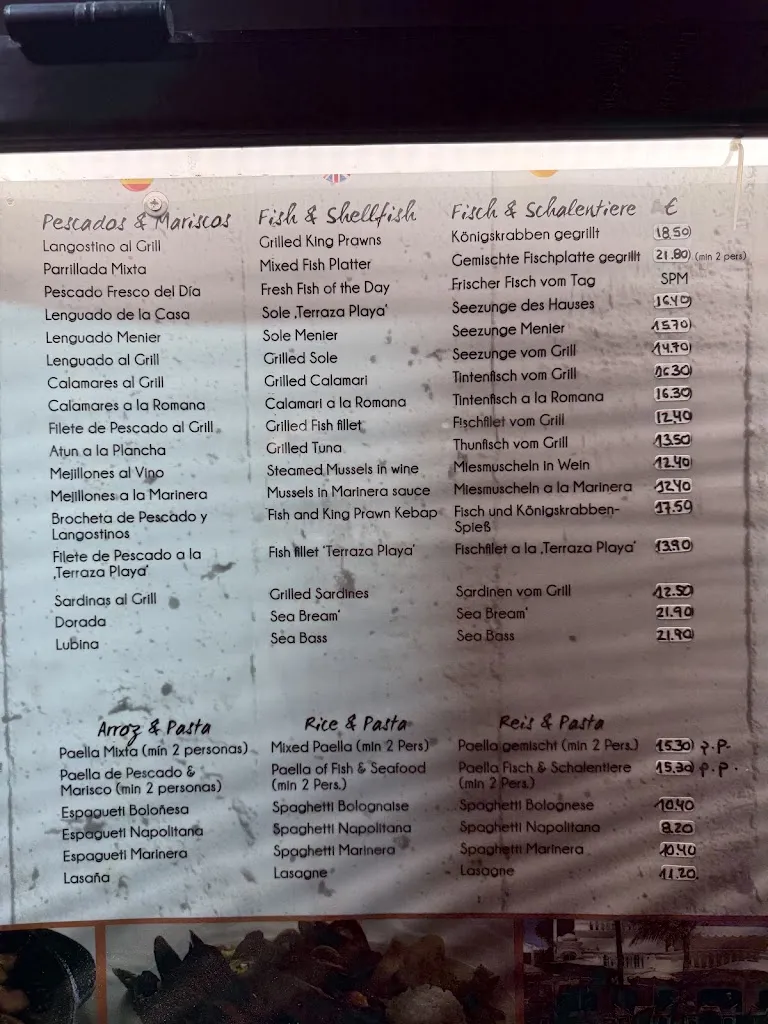 Pescados & Mariscos Fish & Shellfish Fisch & Schalentiere €
Langostino al Grill Grilled King Prawns Königskrabben gegrillt 18.50
Parrillada Mixta Mixed Fish Platter Gemischte Fischplatte gegrillt 21.80 (min 2 pers)
Pescado Fresco del Día Fresh Fish of the Day Frischer Fisch vom Tag SPM
Lenguado de la Casa Sole ,Terraza Playa' Seezunge des Hauses 16.40
Lenguado Menier Sole Menier Seezunge Menier 15.70
Lenguado al Grill Grilled Sole Seezunge vom Grill 14.70
Calamares al Grill Grilled Calamari Tintenfisch vom Grill 16.30
Calamares a la Romana Calamari a la Romana Tintenfisch a la Romana 16.30
Filete de Pescado al Grill Grilled Fish fillet Fischfilet vom Grill 12.40
Atun a la Plancha Grilled Tuna Thunfisch vom Grill 13.50
Mejillones al Vino Steamed Mussels in wine Miesmuscheln in Wein 12.40
Mejillones a la Marinera Mussels in Marinera sauce Miesmuscheln a la Marinera 12.40
Brocheta de Pescado y Fish and King Prawn Kebap Fisch und Königskrabben- 17.50
Langostinos Spieß
Filete de Pescado a la Fish fillet 'Terraza Playa' Fischfilet a la ,Terraza Playa' 13.90
,Terraza Playa'
Sardinas al Grill Grilled Sardines Sardinen vom Grill 12.50
Dorada Sea Bream' Sea Bream 21.90
Lubina Sea Bass Sea Bass 21.90
Arroz & Pasta Rice & Pasta Reis & Pasta
Paella Mixta (mín 2 personas) Mixed Paella (min 2 Pers) Paella gemischt (min 2 Pers.) 15.30 p.P.
Paella de Pescado & Paella of Fish & Seafood Paella Fisch & Schalentiere 15.30 p.P.
Marisco (min 2 personas) (min 2 Pers.) (min 2 Pers.)
Espagueti Boloñesa Spaghetti Bolognaise Spaghetti Bolognese 10.40
Espagueti Napolitana Spaghetti Napolitana Spaghetti Napolitana 8.20
Espagueti Marinera Spaghetti Marinera Spaghetti Marinera 10.40
Lasaña Lasagne Lasagne 11.20